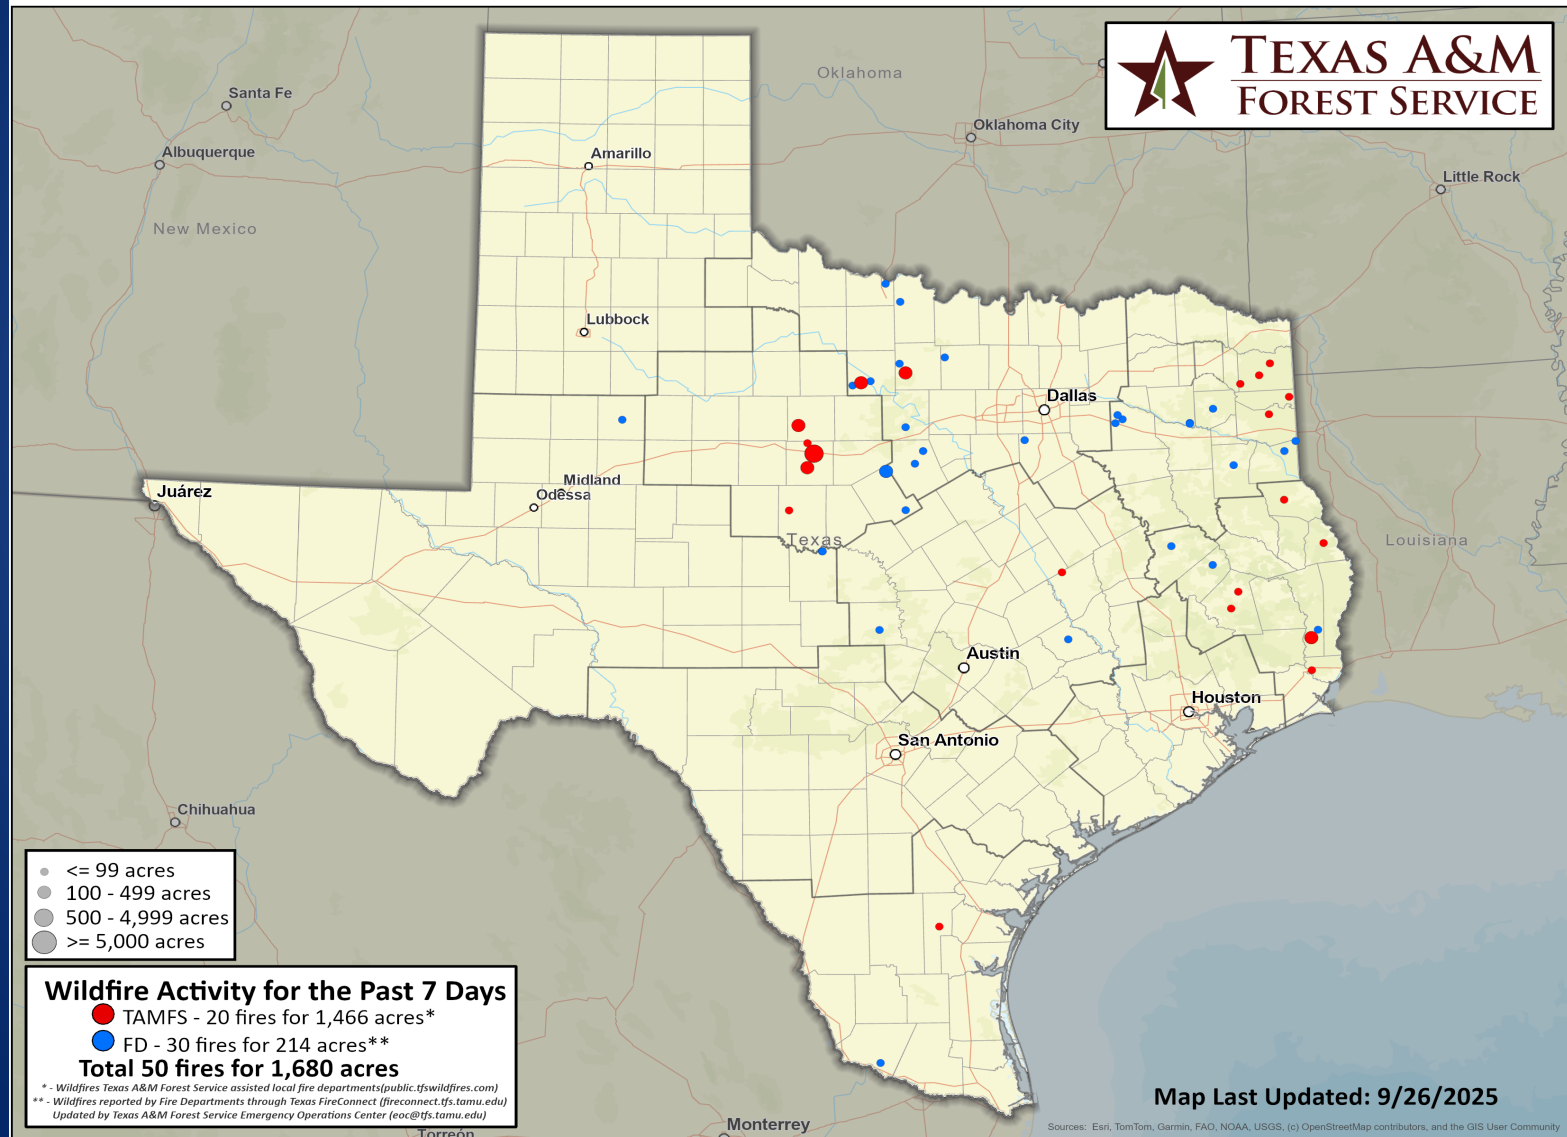 TEXAS A&M
FOREST SERVICE
Oklahoma
Santa Fe
Oklahoma City
Albuquerque
Amarillo
Little Rock
New Mexico
Lubbock
Dallas
Midland
Odessa
Juárez
Texas
Louisiana
Austin
Houston
San Antonio
Chihuahua
<= 99 acres
100 - 499 acres
500 - 4,999 acres
>= 5,000 acres
Wildfire Activity for the Past 7 Days
TAMFS - 20 fires for 1,466 acres*
FD - 30 fires for 214 acres**
Total 50 fires for 1,680 acres
* - Wildfires Texas A&M Forest Service assisted local fire departments(public.tfswildfires.com)
** - Wildfires reported by Fire Departments through Texas FireConnect (fireconnect.tfs.tamu.edu)
Updated by Texas A&M Forest Service Emergency Operations Center (eoc@tfs.tamu.edu)
Map Last Updated: 9/26/2025
Monterrey
Torreón
Sources: Esri, TomTom, Garmin, FAO, NOAA, USGS, (c) OpenStreetMap contributors, and the GIS User Community